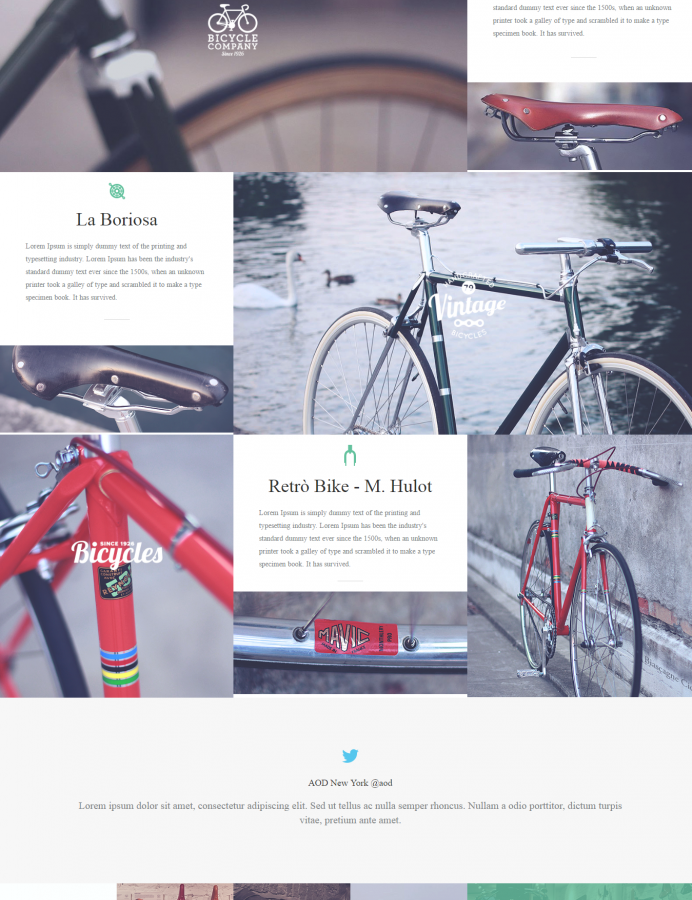 BICYCLE
COMPANY
Since 1926
standard dummy text ever since the 1500s, when an unknown
printer took a galley of type and scrambled it to make a type
specimen book. It has survived.
La Boriosa
Lorem Ipsum is simply dummy text of the printing and
typesetting industry. Lorem Ipsum has been the industry's
standard dummy text ever since the 1500s, when an unknown
printer took a galley of type and scrambled it to make a type
specimen book. It has survived.
79
Vintage
BICYCLES
SINCE 1926
Bicycles
Retrò Bike - M. Hulot
Lorem Ipsum is simply dummy text of the printing and
typesetting industry. Lorem Ipsum has been the industry's
standard dummy text ever since the 1500s, when an unknown
printer took a galley of type and scrambled it to make a type
specimen book. It has survived.
MAVIC
AOD New York @aod
Lorem ipsum dolor sit amet, consectetur adipiscing elit. Sed ut tellus ac nulla semper rhoncus. Nullam a odio porttitor, dictum turpis
vitae, pretium ante amet.